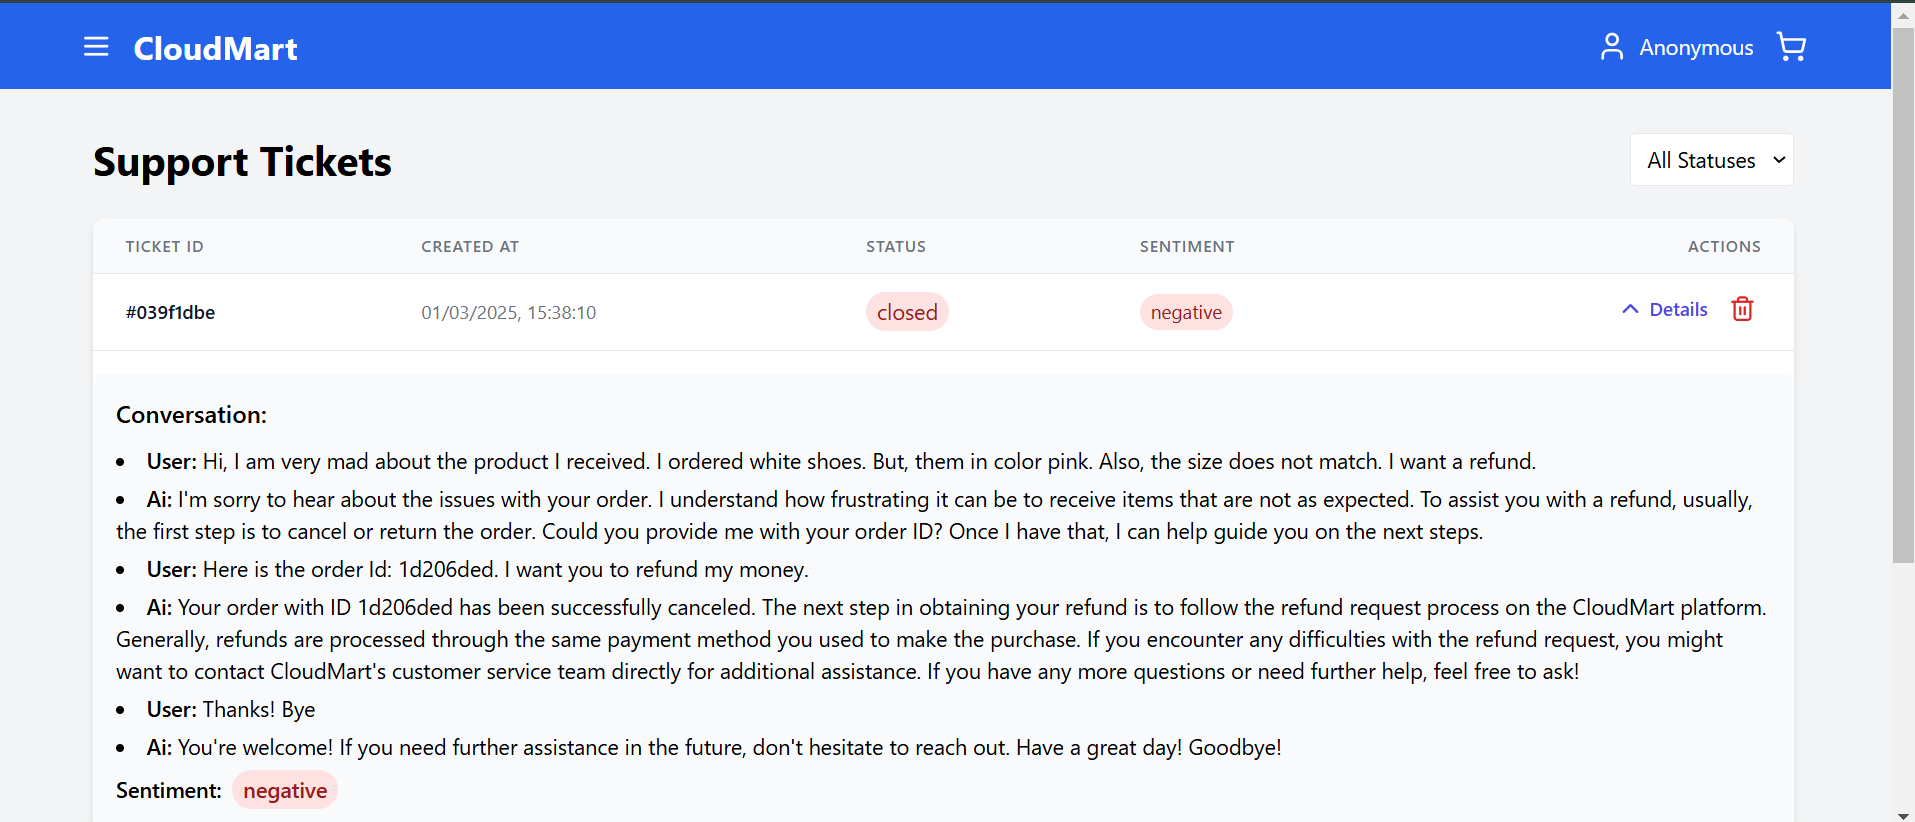 CloudMart
Anonymous
Support Tickets
All Statuses
TICKET ID CREATED AT STATUS SENTIMENT ACTIONS
#039f1dbe 01/03/2025, 15:38:10 closed negative Details
Conversation:
• User: Hi, I am very mad about the product I received. I ordered white shoes. But, them in color pink. Also, the size does not match. I want a refund.
• Ai: I'm sorry to hear about the issues with your order. I understand how frustrating it can be to receive items that are not as expected. To assist you with a refund, usually,
the first step is to cancel or return the order. Could you provide me with your order ID? Once I have that, I can help guide you on the next steps.
• User: Here is the order Id: 1d206ded. I want you to refund my money.
• Ai: Your order with ID 1d206ded has been successfully canceled. The next step in obtaining your refund is to follow the refund request process on the CloudMart platform.
Generally, refunds are processed through the same payment method you used to make the purchase. If you encounter any difficulties with the refund request, you might
want to contact CloudMart's customer service team directly for additional assistance. If you have any more questions or need further help, feel free to ask!
• User: Thanks! Bye
• Ai: You're welcome! If you need further assistance in the future, don't hesitate to reach out. Have a great day! Goodbye!
Sentiment: negative